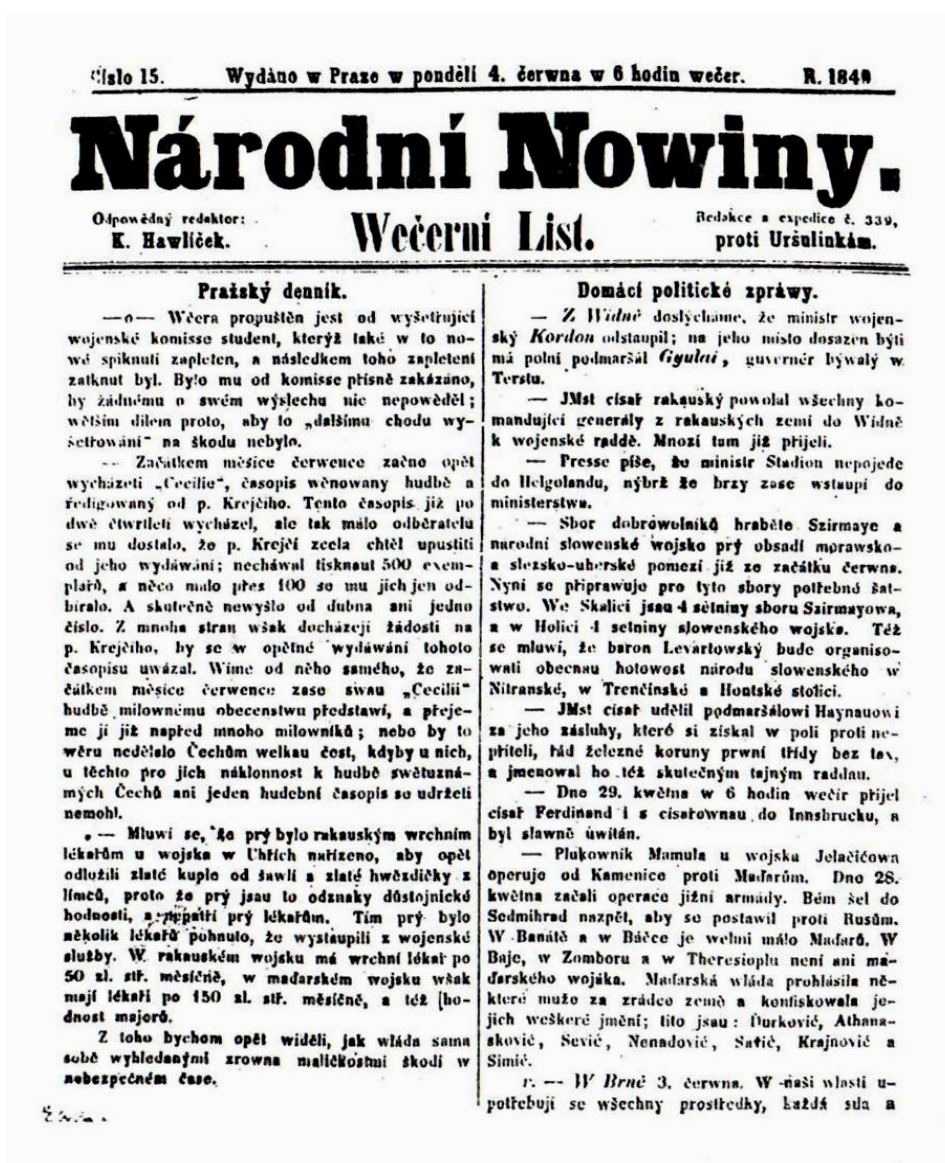 Číslo 15. Wydáno w Praze w pondělí 4. června w 6 hodin wečer. R. 1849
Národní Nowiny.
Odpowědný redaktor:
K. Hawlíček.
Wečerní List.
Redakce a expedice č. 339,
proti Uršulinkám.
Pražský denník.
—o— Wčera propuštěn jest od wyšetřující
wojenské komisse student, kterýž také w to no-
wé spiknutí zapleten, a následkem toho zapletení
zatknut byl. Bylo mu od komisse přísně zakázáno,
by žádnému o swém wýslechu nic nepowěděl;
wětším dílem proto, aby to „dalšímu chodu wy-
šetřowání“ na škodu nebylo.
— Začátkem měsíce čerwence začne opět
wycházeti „Cecilie“, časopis wěnowaný hudbě a
ředigowaný od p. Krejčího. Tento časopis již po
dwě čtwrtletí wycházel, ale tak málo odběratelu
se mu dostalo, že p. Krejčí zcela chtěl upustiti
od jeho wydáwání; nechával tisknaut 500 exem-
plařů, a něco málo přes 100 se mu jich jen od-
bíralo. A skutečně newyšlo od dubna ani jedno
číslo. Z mnoha stran wšak docházejí žádosti na
p. Krejčího, by se w opětné wydáwání tohoto
časopisu uwázal. Wíme od něho samého, že za-
čátkem měsíce čerwence zase swau „Cecilii“
hudbě milownému obecenstwu představí, a přeje-
me jí již napřed mnoho milowníků; nebo by to
wěru nedělalo Čechům welkau čest, kdyby u nich,
u těchto pro jich náklonnost k hudbě swětuzná-
mých Čechů ani jeden hudební časopis se udržeti
nemohl.
— Mluwí se, že prý bylo rakauským wrchním
lékařům u wojska w Uhřích nařízeno, aby opět
odložili zlaté kuple od šawlí a zlaté hwězdičky z
límců, proto že prý jsau to odznaky důstojnické
hodnosti, a nepatří prý lékařům. Tím prý bylo
několik lékařů pohnuto, že wystaupili z wojenské
služby. W rakauském wojsku má wrchní lékař po
50 zl. stř. měsíčně, w maďarském wojsku wšak
mají lékaři po 150 zl. stř. měsíčně, a též [ho-
dnost majorů.
Z toho bychom opět widěli, jak wláda sama
sobě wyhledanými zrowna maličkostmi škodí w
nebezpečném čase.
Domácí politické zpráwy.
— Z Wídně doslýcháme, že ministr wojen-
ský Kordon odstaupil; na jeho místo dosazen býti
má polní podmaršál Gyulai, guvernér býwalý w
Terstu.
— JMst císař rakauský powolal wšechny ko-
mandující generály z rakauských zemí do Wídně
k wojenské raddě. Mnozí tam již přijeli.
— Presse píše, že ministr Stadion nepojede
do Helgolandu, nýbrž že brzy zase wstaupí do
ministerstwa.
— Sbor dobrowolníků hraběte Szirmaye a
národní slowenské wojsko prý obsadí morawsko-
a slezsko-uherské pomezí již ze začátku června.
Nyní se připrawuje pro tyto sbory potřebné šat-
stwo. We Skalici jsau 4 setniny sboru Szirmayowa,
a w Holici 4 setniny slowenského wojska. Též
se mluwí, že baron Levartowský bude organiso-
wati obecnau hotowost národu slowenského w
Nitranské, w Trenčínské a Hontské stolici.
— JMst císař udělil podmaršálowi Haynauowi
za jeho zásluhy, které si získal w poli proti ne-
příteli, řád železné koruny prwní třídy bez tax,
a jmenowal ho též skutečným tajným raddau.
— Dne 29. kwětna w 6 hodin wečír přijel
císař Ferdinand i s císařownau do Innsbrucku, a
byl slawně uwítán.
— Plukowník Mamula u wojska Jelačićowa
operuje od Kamenice proti Maďarům. Dne 28.
kwětna začali operace jižní armády. Bém šel do
Sedmihrad nazpět, aby se postawil proti Rusům.
W Banátě a w Báčce je welmi málo Maďarů. W
Baje, w Zomboru a w Theresioplu není ani ma-
ďarského wojáka. Maďarská wláda prohlásila ně-
které muže za zrádce země a konfiskowala je-
jich weškeré jmění; tito jsau: Durković, Athana-
sković, Sević, Nenadović, Šatić, Krajnović a
Simić.
r. — W Brně 3. června. W naší wlasti u-
potřebují se wšechny prostředky, každá síla a